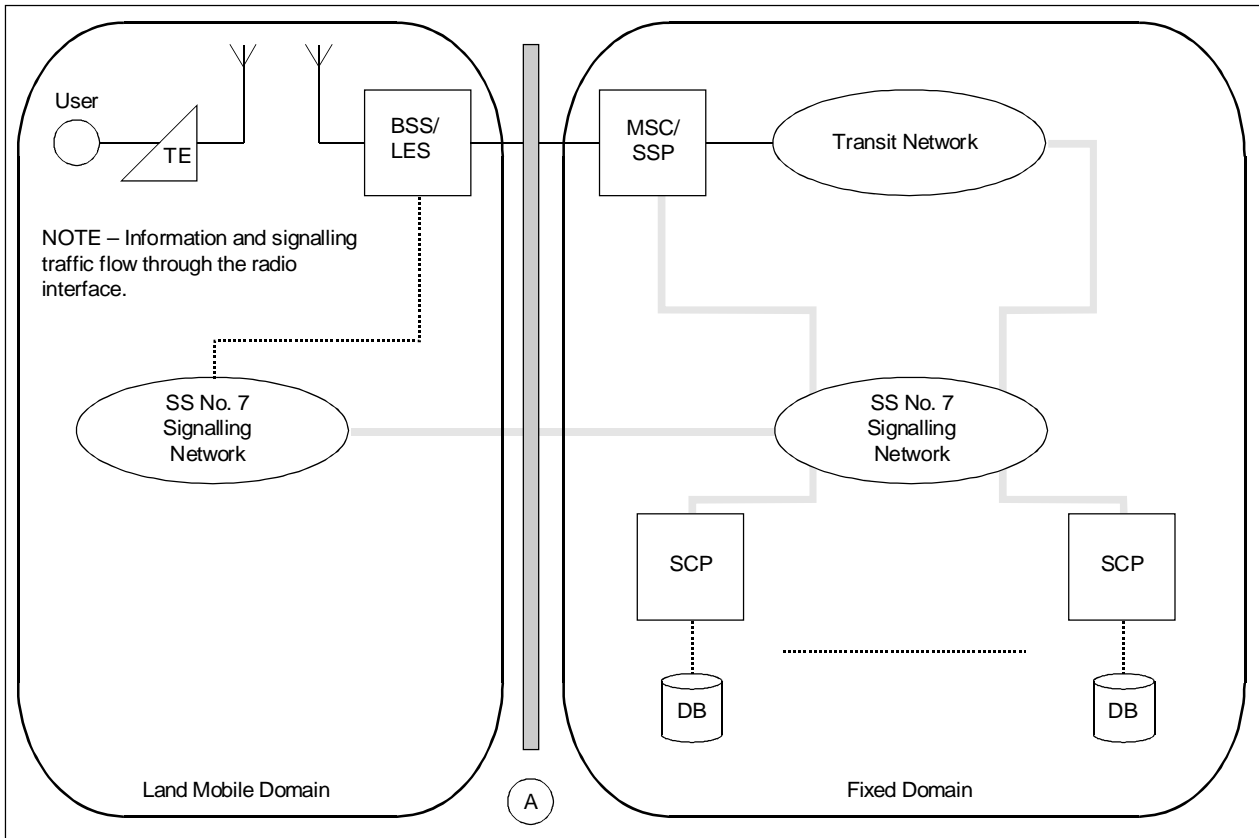 User
TE
BSS/
LES
MSC/
SSP
Transit Network
NOTE – Information and signalling
traffic flow through the radio
interface.
SS No. 7
Signalling
Network
SS No. 7
Signalling
Network
SCP
SCP
DB
DB
Land Mobile Domain
A
Fixed Domain